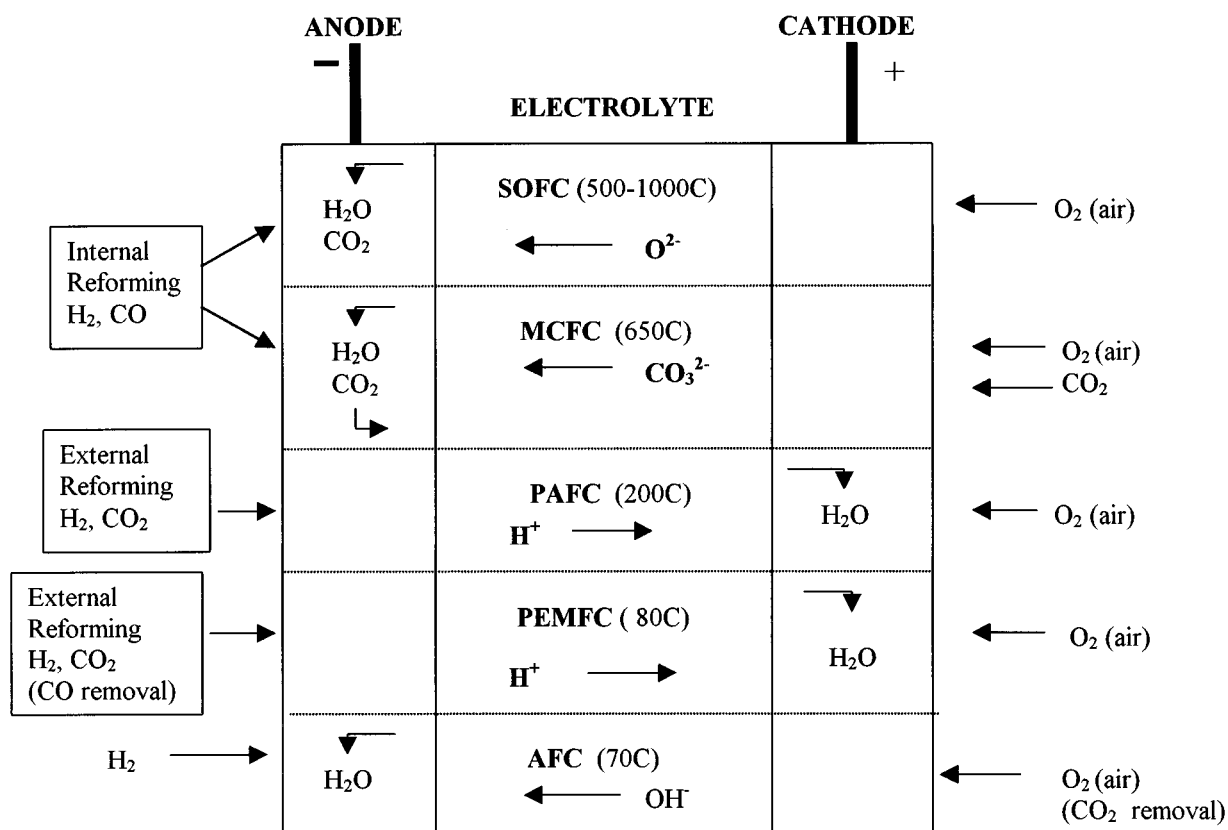 ANODE
CATHODE
−
+
ELECTROLYTE
SOFC (500-1000C)
H₂O
CO₂
O²⁻
O₂ (air)
Internal
Reforming
H₂, CO
MCFC (650C)
H₂O
CO₂
CO₃²⁻
O₂ (air)
CO₂
External
Reforming
H₂, CO₂
PAFC (200C)
H⁺
H₂O
O₂ (air)
External
Reforming
H₂, CO₂
(CO removal)
PEMFC ( 80C)
H⁺
H₂O
O₂ (air)
H₂
H₂O
AFC (70C)
OH⁻
O₂ (air)
(CO₂ removal)